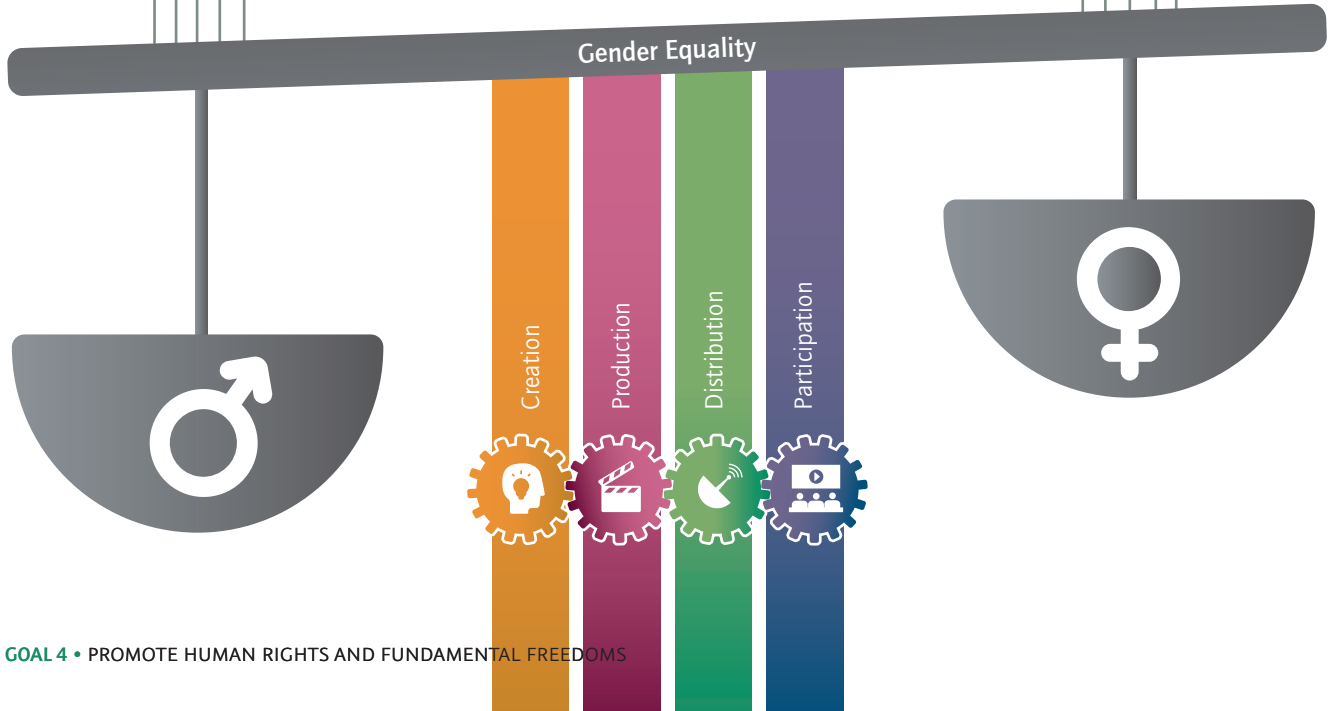 Gender Equality
Creation
Production
Distribution
Participation
GOAL 4 • PROMOTE HUMAN RIGHTS AND FUNDAMENTAL FREEDOMS